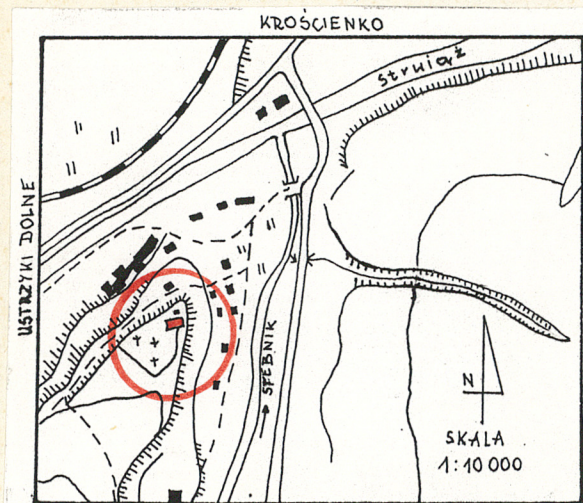 KROŚCIENKO
Strwiąż
USTRZYKI DOLNE
STEBNIK
N
SKALA
1:10 000